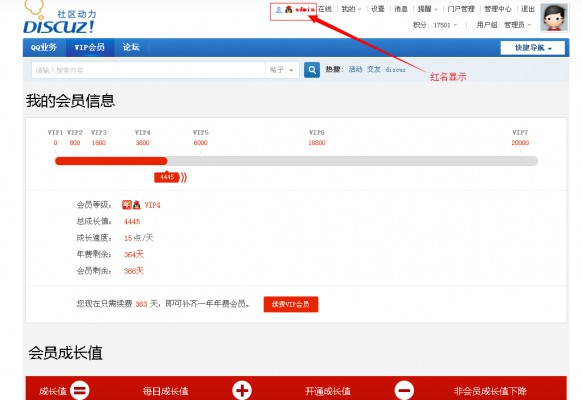 社区动力
DISCUZ!
admin 在线 我的 设置 消息 提醒 门户管理 管理中心 退出
积分: 17501 用户组: 管理员
QQ业务 VIP会员 论坛 快捷导航
请输入搜索内容 帖子 热搜: 活动 交友 discuz
红名显示
我的会员信息
VIP1 VIP2 VIP3 VIP4 VIP5 VIP6 VIP7
0 800 1800 3600 6000 10800 20000
4445
会员等级: 年 VIP4
总成长值: 4445
成长速度: 15 点/天
年费剩余: 364天
会员剩余: 366天
您现在只需续费 363 天，即可补齐一年年费会员。 续费VIP会员
会员成长值
成长值 = 每日成长值 + 开通成长值 − 非会员成长值下降